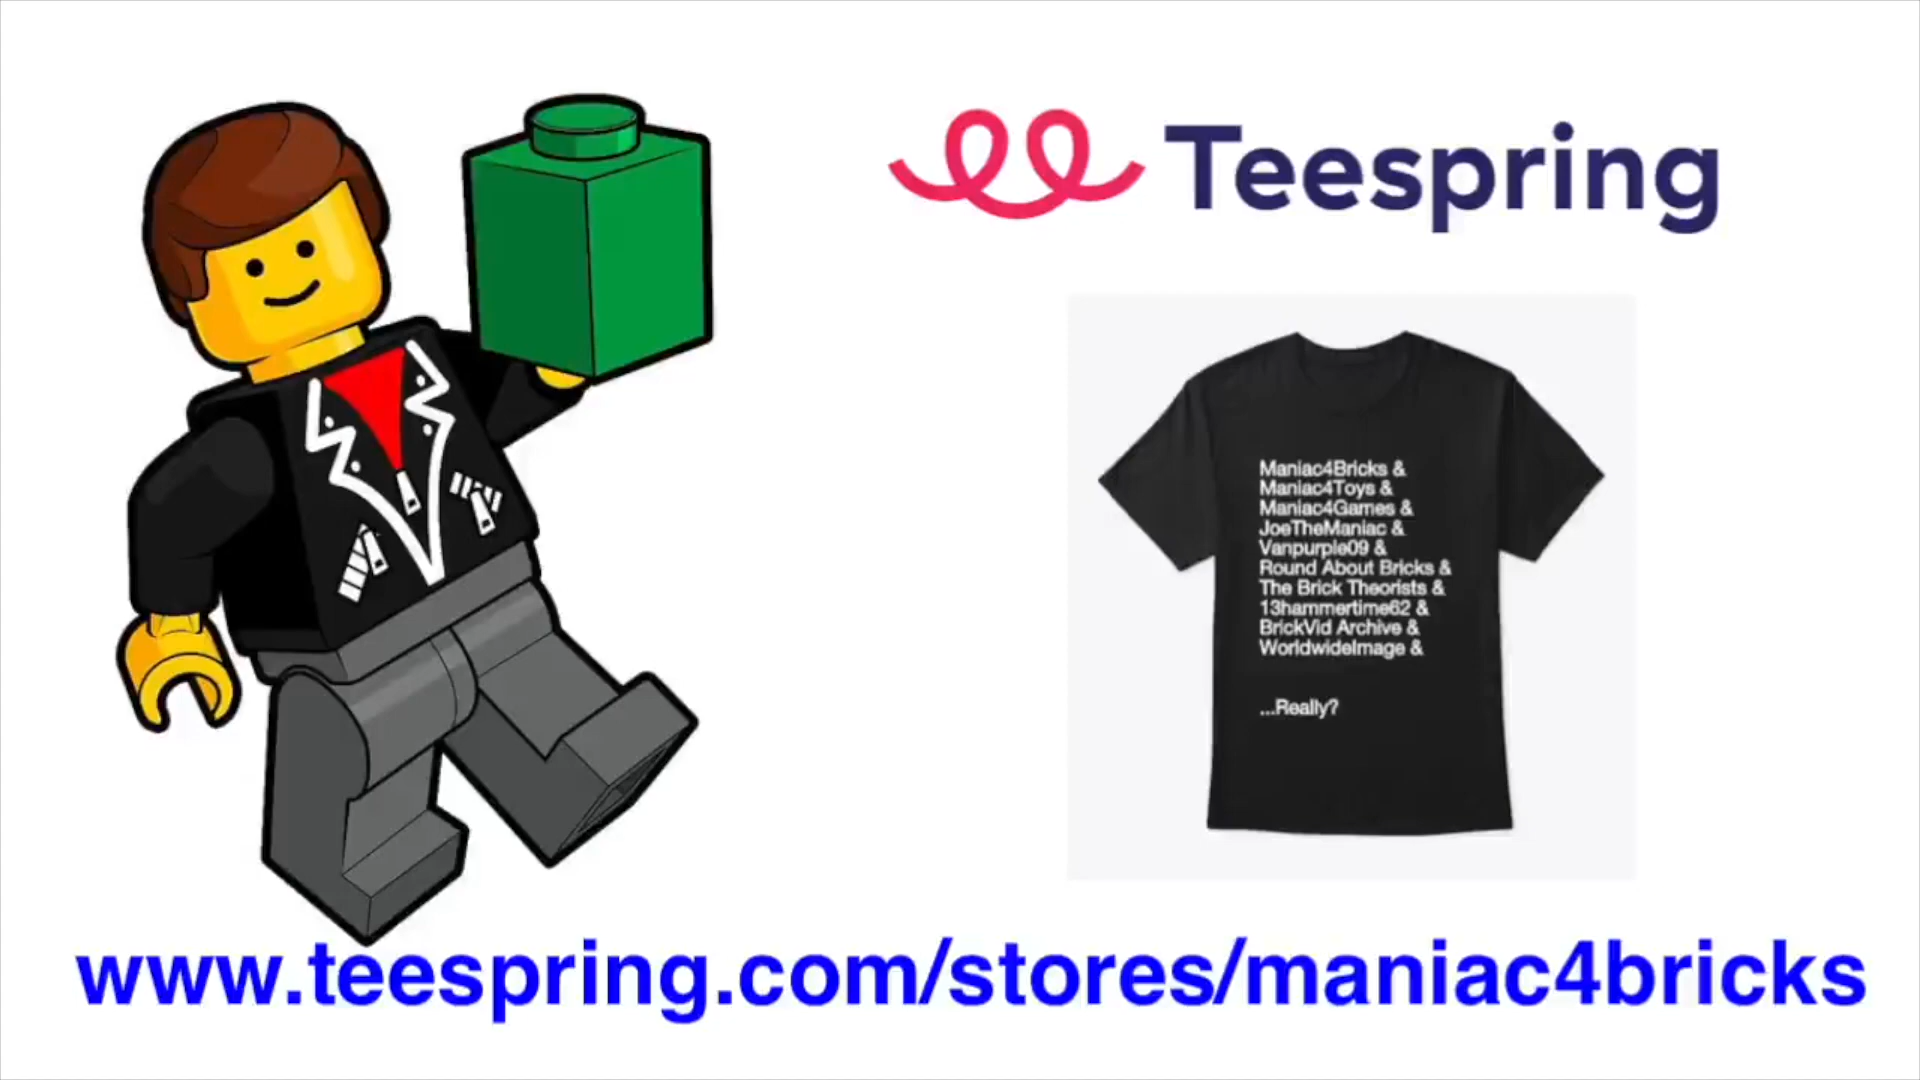 Teespring
Maniac4Bricks &
Maniac4Toys &
Maniac4Games &
JoeTheManiac &
Vanpurple09 &
Round About Bricks &
The Brick Theorists &
13hammertime62 &
BrickVid Archive &
WorldwideImage &
...Really?
www.teespring.com/stores/maniac4bricks